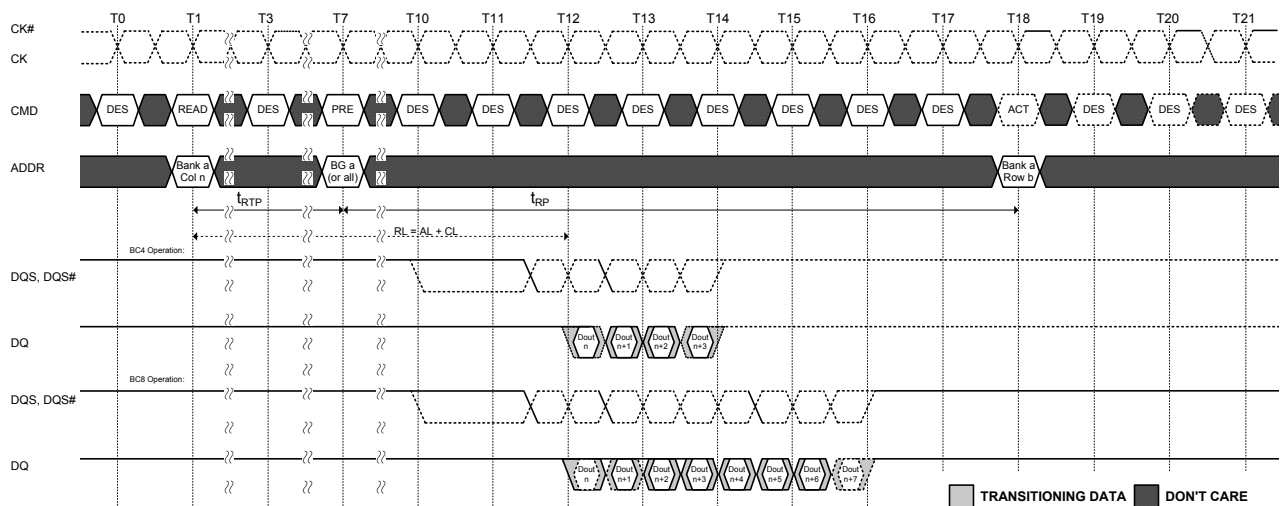 T0 T1 T3 T7 T10 T11 T12 T13 T14 T15 T16 T17 T18 T19 T20 T21
CK#
CK
CMD DES READ DES PRE DES DES DES DES DES DES DES DES ACT DES DES DES
ADDR Bank a Col n BG a (or all) Bank a Row b
tRTP tRP
RL = AL + CL
BC4 Operation:
DQS, DQS#
DQ Dout n Dout n+1 Dout n+2 Dout n+3
BC8 Operation:
DQS, DQS#
DQ Dout n Dout n+1 Dout n+2 Dout n+3 Dout n+4 Dout n+5 Dout n+6 Dout n+7
TRANSITIONING DATA DON'T CARE